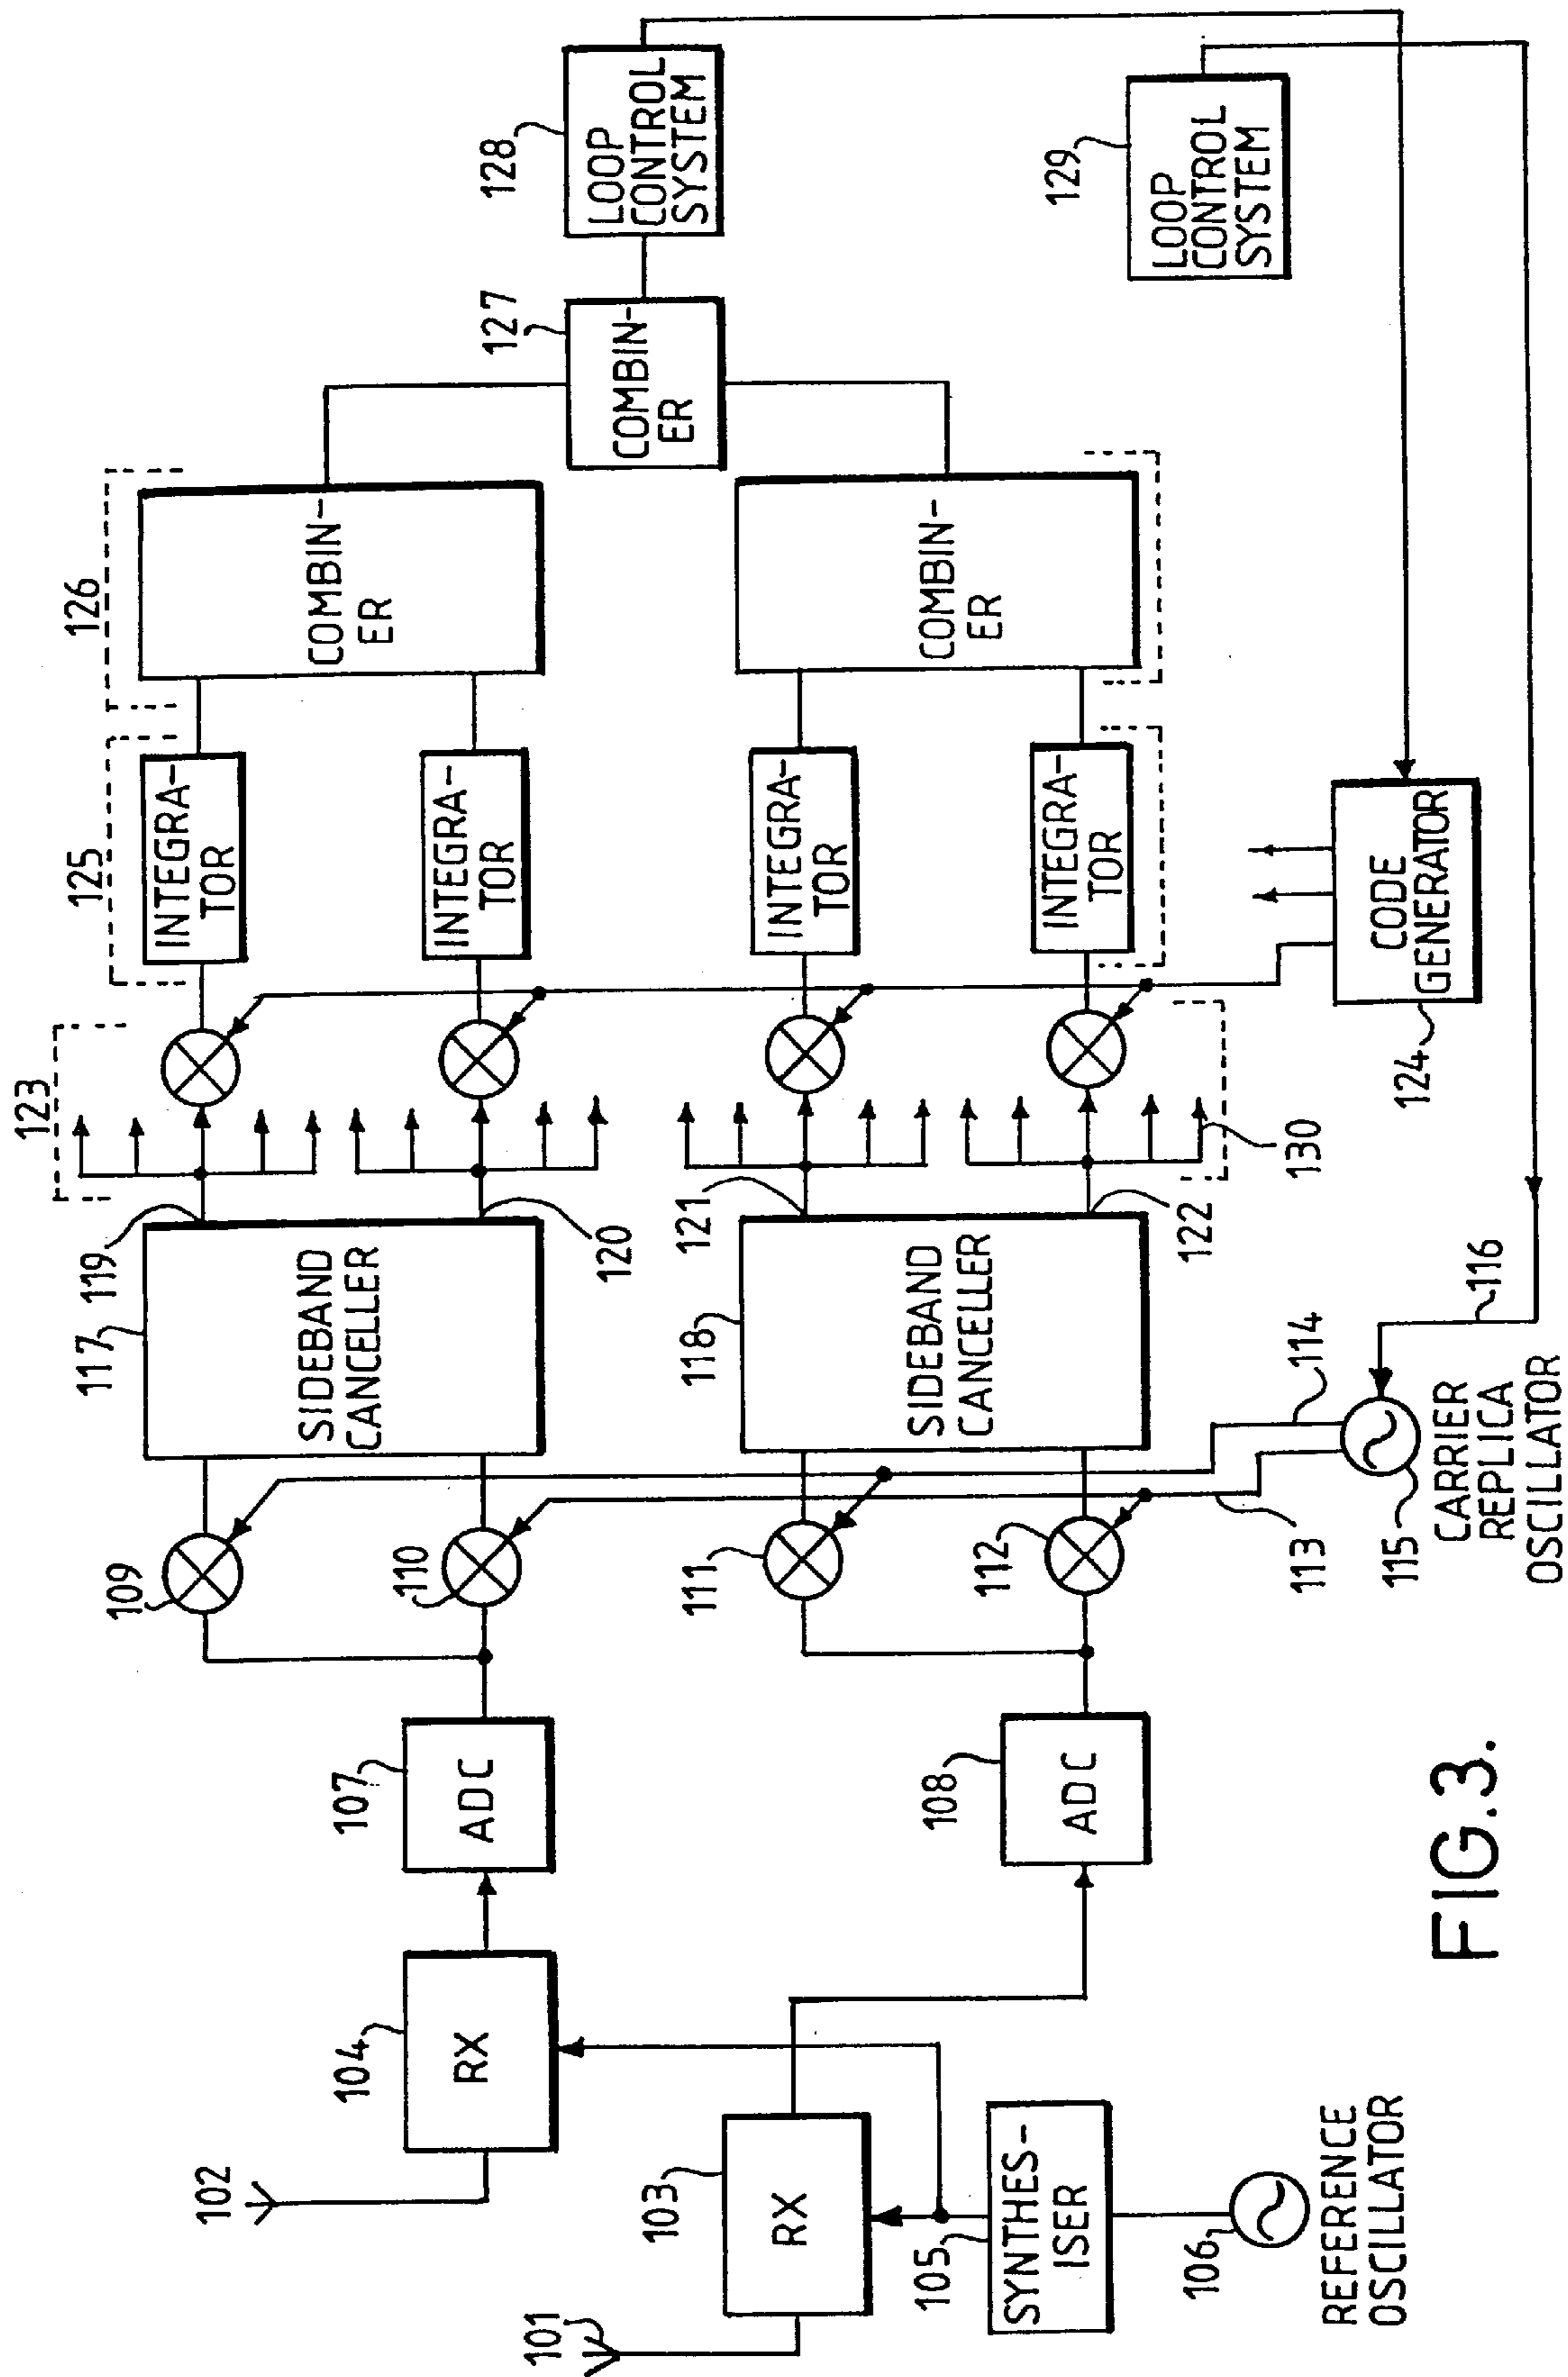 101
102
RX
103
RX
104
SYNTHES-
ISER
105
106
REFERENCE
OSCILLATOR
ADC
107
ADC
108
109
110
111
112
113
114
115
CARRIER
REPLICA
OSCILLATOR
116
117
SIDEBAND
CANCELLER
118
SIDEBAND
CANCELLER
119
120
121
122
123
130
124
CODE
GENERATOR
125
INTEGRA-
TOR
INTEGRA-
TOR
INTEGRA-
TOR
INTEGRA-
TOR
126
COMBIN-
ER
COMBIN-
ER
127
COMBIN-
ER
128
LOOP
CONTROL
SYSTEM
129
LOOP
CONTROL
SYSTEM
FIG.3.